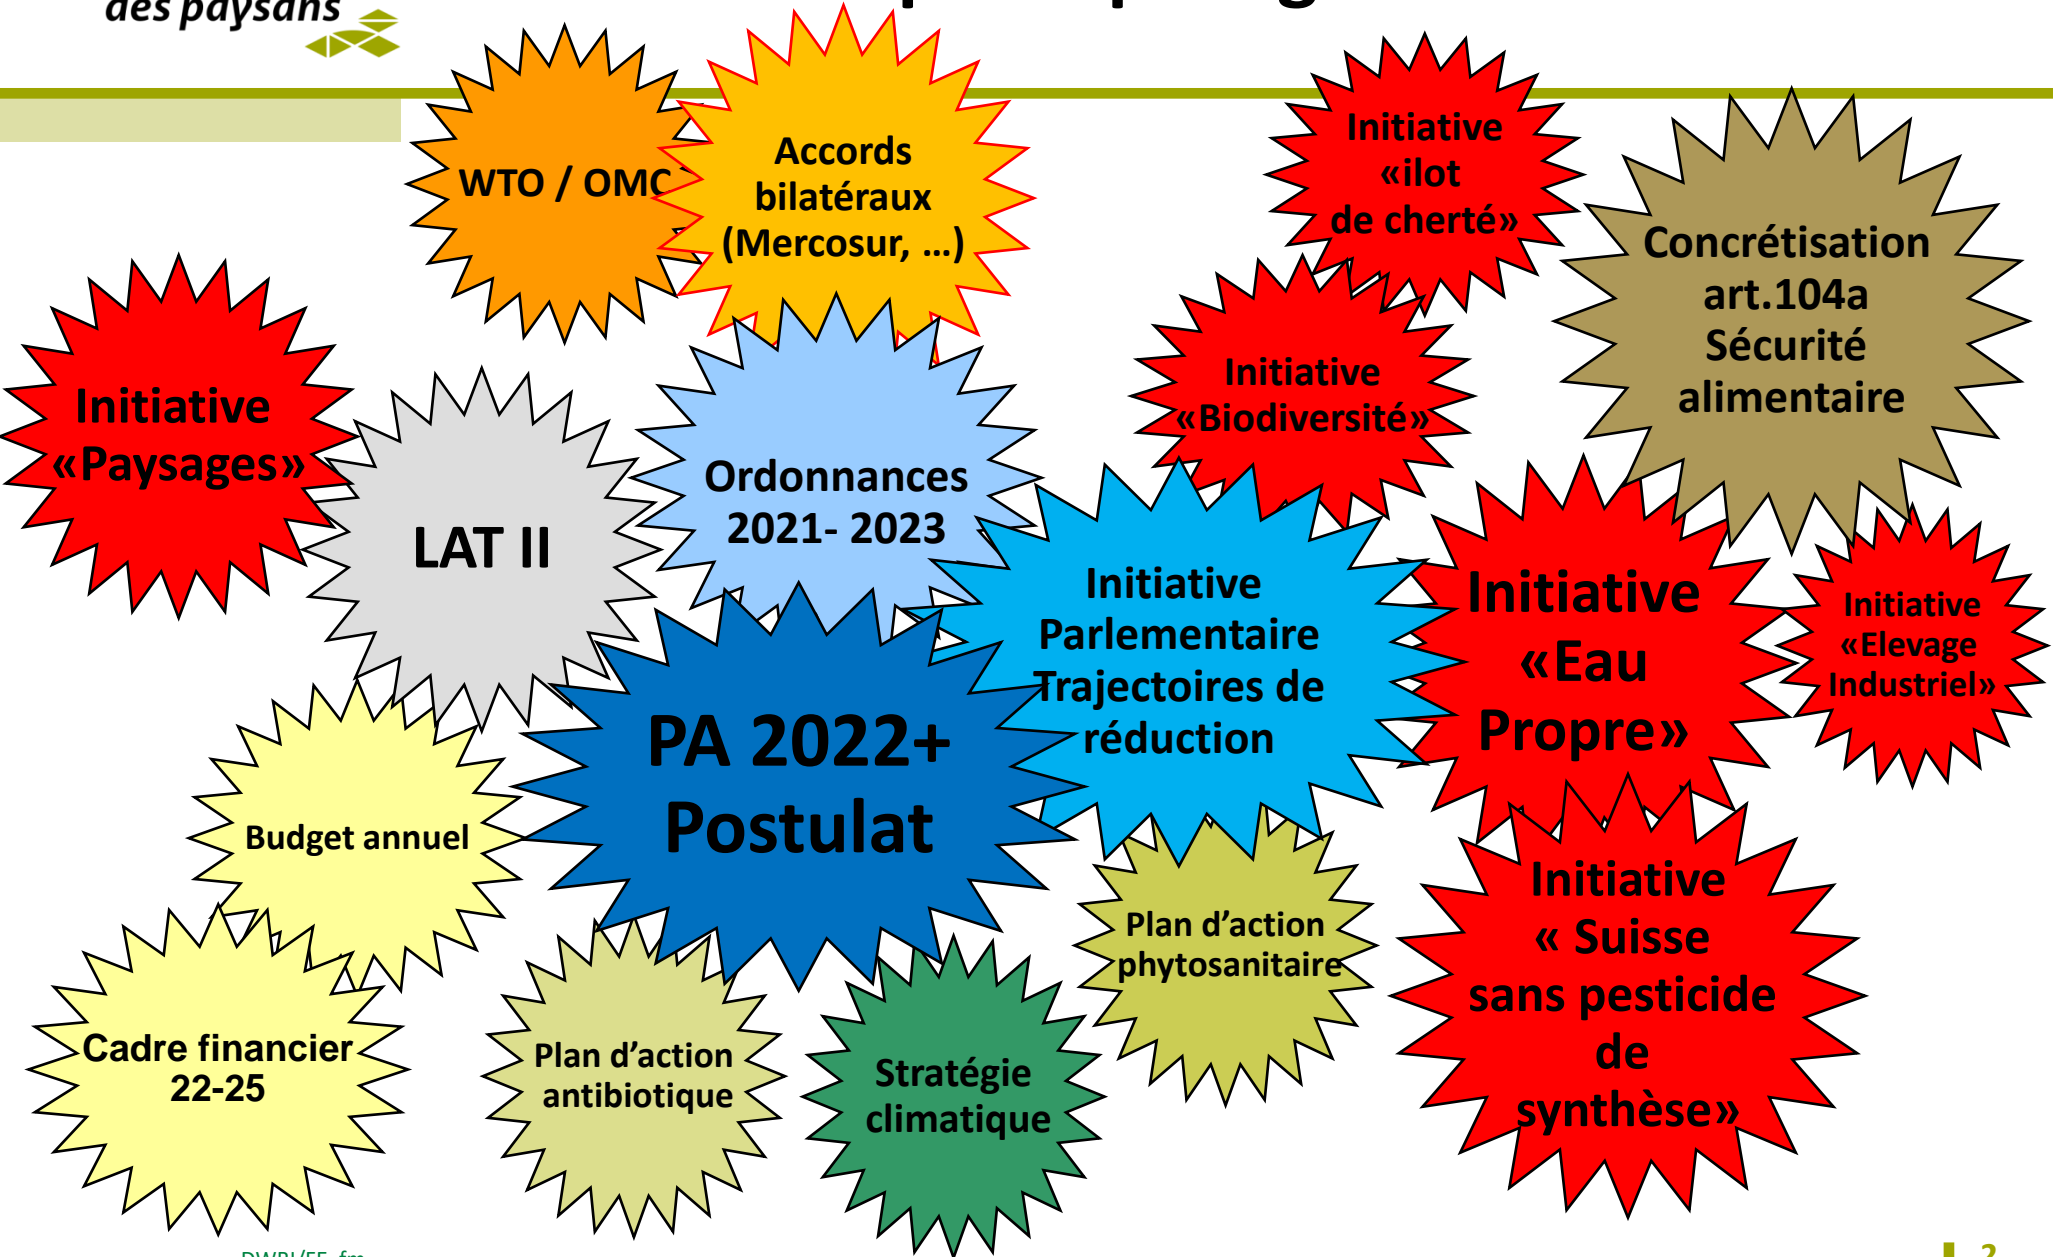 des paysans
WTO / OMC
Accords
bilatéraux
(Mercosur, ...)
Initiative
«ilot
de cherté»
Concrétisation
art.104a
Sécurité
alimentaire
Initiative
«Paysages»
LAT II
Ordonnances
2021- 2023
Initiative
«Biodiversité»
Initiative
Parlementaire
Trajectoires de
réduction
Initiative
«Eau
Propre»
Initiative
«Elevage
Industriel»
PA 2022+
Postulat
Budget annuel
Cadre financier
22-25
Plan d’action
antibiotique
Stratégie
climatique
Plan d’action
phytosanitaire
Initiative
« Suisse
sans pesticide
de
synthèse»
2